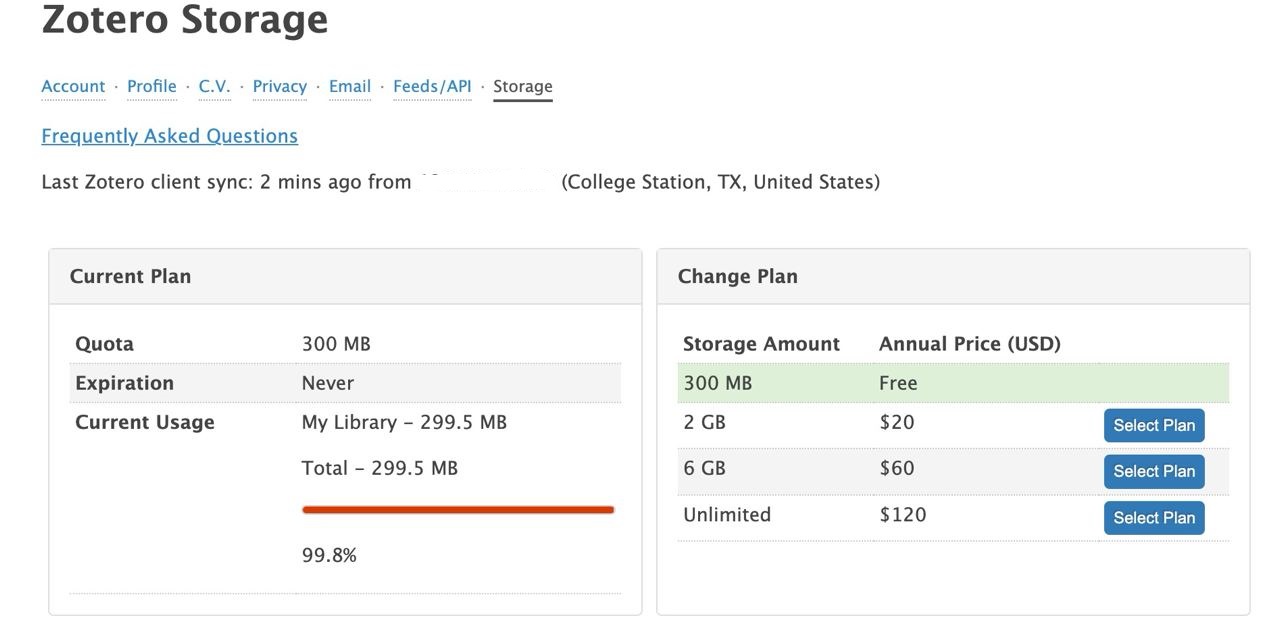 Zotero Storage
Account · Profile · C.V. · Privacy · Email · Feeds/API · Storage
Frequently Asked Questions
Last Zotero client sync: 2 mins ago from (College Station, TX, United States)
Current Plan
Quota 300 MB
Expiration Never
Current Usage My Library – 299.5 MB
Total – 299.5 MB
99.8%
Change Plan
Storage Amount Annual Price (USD)
300 MB Free
2 GB $20 Select Plan
6 GB $60 Select Plan
Unlimited $120 Select Plan